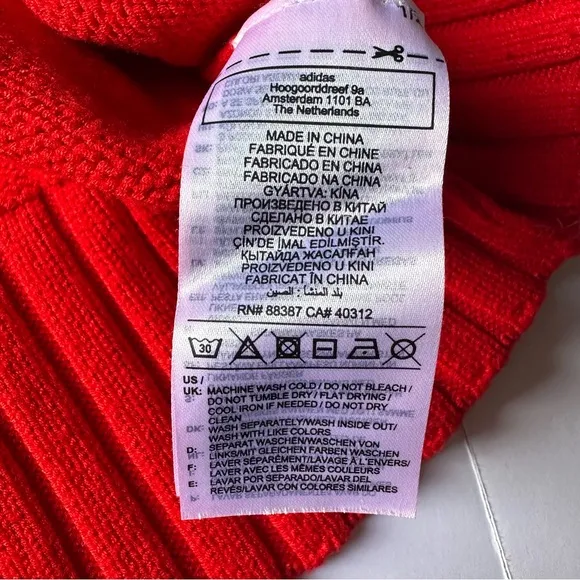 adidas
Hoogoorddreef 9a
Amsterdam 1101 BA
The Netherlands
MADE IN CHINA
FABRIQUÉ EN CHINE
FABRICADO EN CHINA
FABRICADO NA CHINA
GYÁRTVA: KÍNA
ПРОИЗВЕДЕНО В КИТАЙ
СДЕЛАНО В КИТАЕ
PROIZVEDENO U KINI
ÇİN'DE İMAL EDİLMİŞTİR.
ҚЫТАЙДА ЖАСАЛҒАН
PROIZVEDENO U KINI
FABRICAT ÎN CHINA
بلد المنشأ : الصين
RN# 88387 CA# 40312
30
US /
UK: MACHINE WASH COLD / DO NOT BLEACH /
DO NOT TUMBLE DRY / FLAT DRYING /
COOL IRON IF NEEDED / DO NOT DRY
CLEAN
WASH SEPARATELY/WASH INSIDE OUT/
WASH WITH LIKE COLORS
D: SEPARAT WASCHEN/WASCHEN VON
LINKS/MIT GLEICHEN FARBEN WASCHEN
F: LAVER SÉPARÉMENT/LAVAGE À L'ENVERS/
LAVER AVEC LES MÊMES COULEURS
E: LAVAR POR SEPARADO/LAVAR DEL
REVÉS/LAVAR CON COLORES SIMILARES